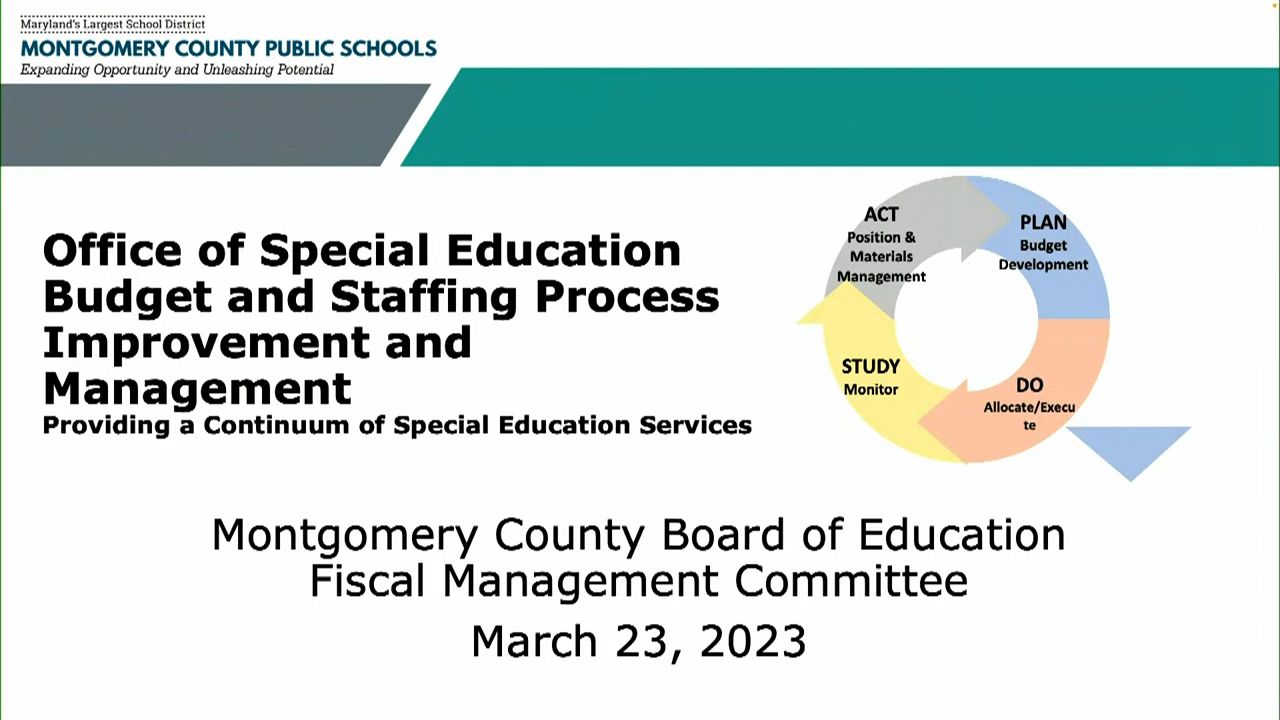 Maryland's Largest School District
MONTGOMERY COUNTY PUBLIC SCHOOLS
Expanding Opportunity and Unleashing Potential
Office of Special Education
Budget and Staffing Process
Improvement and
Management
Providing a Continuum of Special Education Services
ACT
Position &
Materials
Management
PLAN
Budget
Development
STUDY
Monitor
DO
Allocate/Execu
te
Montgomery County Board of Education
Fiscal Management Committee
March 23, 2023